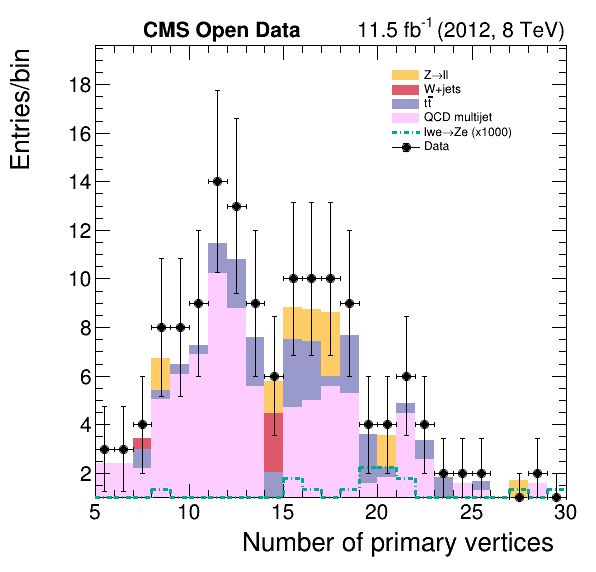 CMS Open Data 11.5 fb⁻¹ (2012, 8 TeV)
Entries/bin
Z→ll
W+jets
tt̅
QCD multijet
lwe→Ze (x1000)
Data
18
16
14
12
10
8
6
4
2
5 10 15 20 25 30
Number of primary vertices